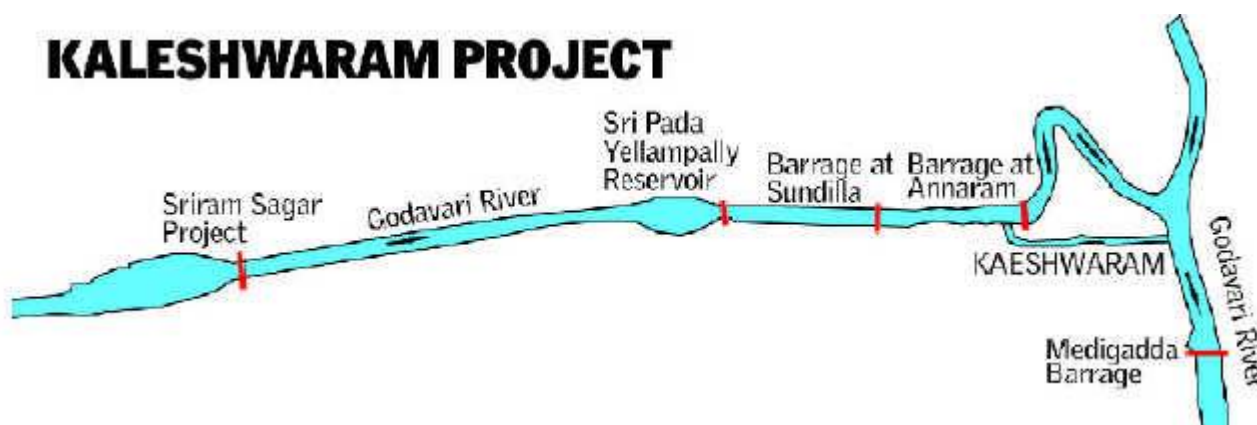 KALESHWARAM PROJECT
Sri Pada
Yellampally
Reservoir
Barrage at
Sundilla
Barrage at
Annaram
Sriram Sagar
Project
Godavari River
KAESHWARAM
Godavari River
Medigadda
Barrage